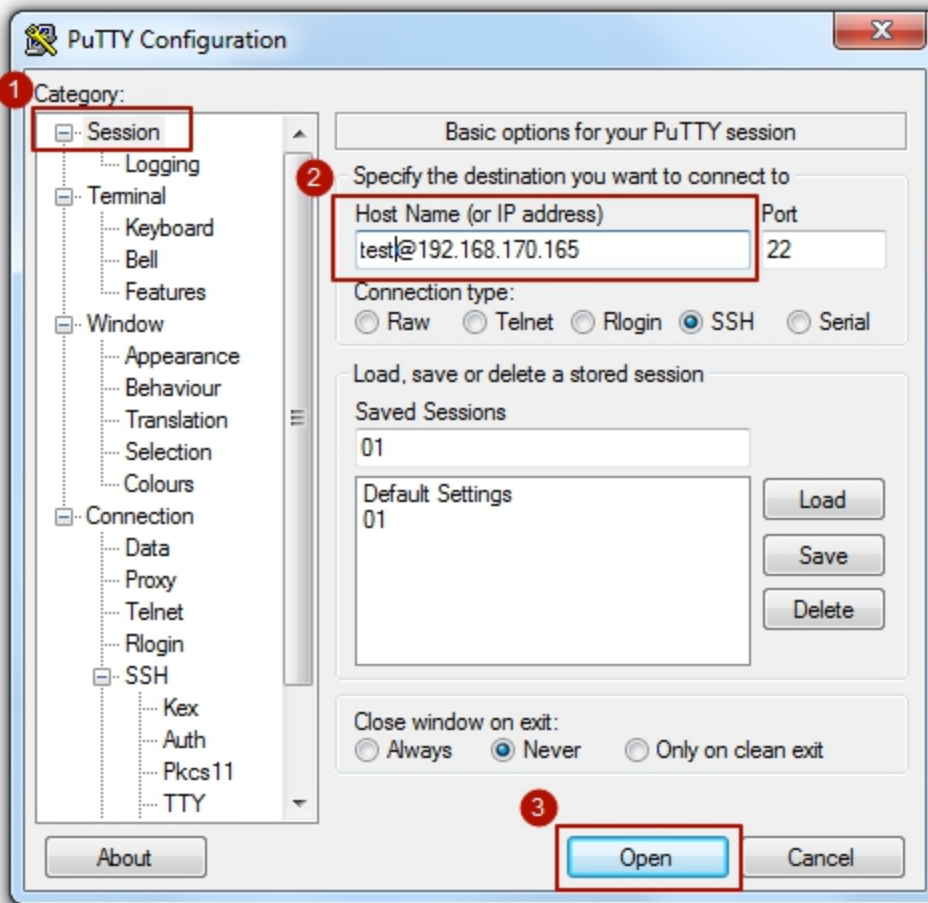 PuTTY Configuration
X
1
Category:
Session
Logging
Terminal
Keyboard
Bell
Features
Window
Appearance
Behaviour
Translation
Selection
Colours
Connection
Data
Proxy
Telnet
Rlogin
SSH
Kex
Auth
Pkcs11
TTY
About
Basic options for your PuTTY session
2
Specify the destination you want to connect to
Host Name (or IP address) Port
test@192.168.170.165 22
Connection type:
Raw Telnet Rlogin SSH Serial
Load, save or delete a stored session
Saved Sessions
01
Default Settings
01
Load
Save
Delete
Close window on exit:
Always Never Only on clean exit
3
Open Cancel